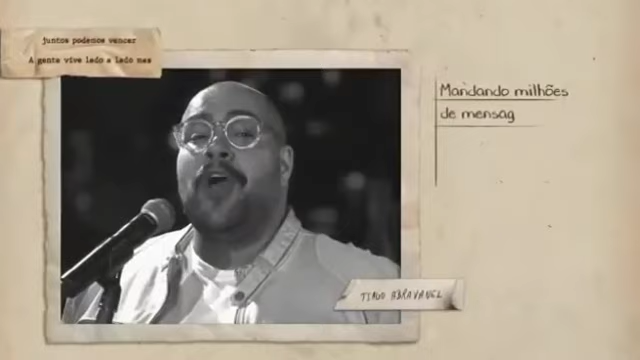 juntos podemos vencer
A gente vive lado a lado mas
Mandando milhões
de mensag
TIAGO ABRAVANEL